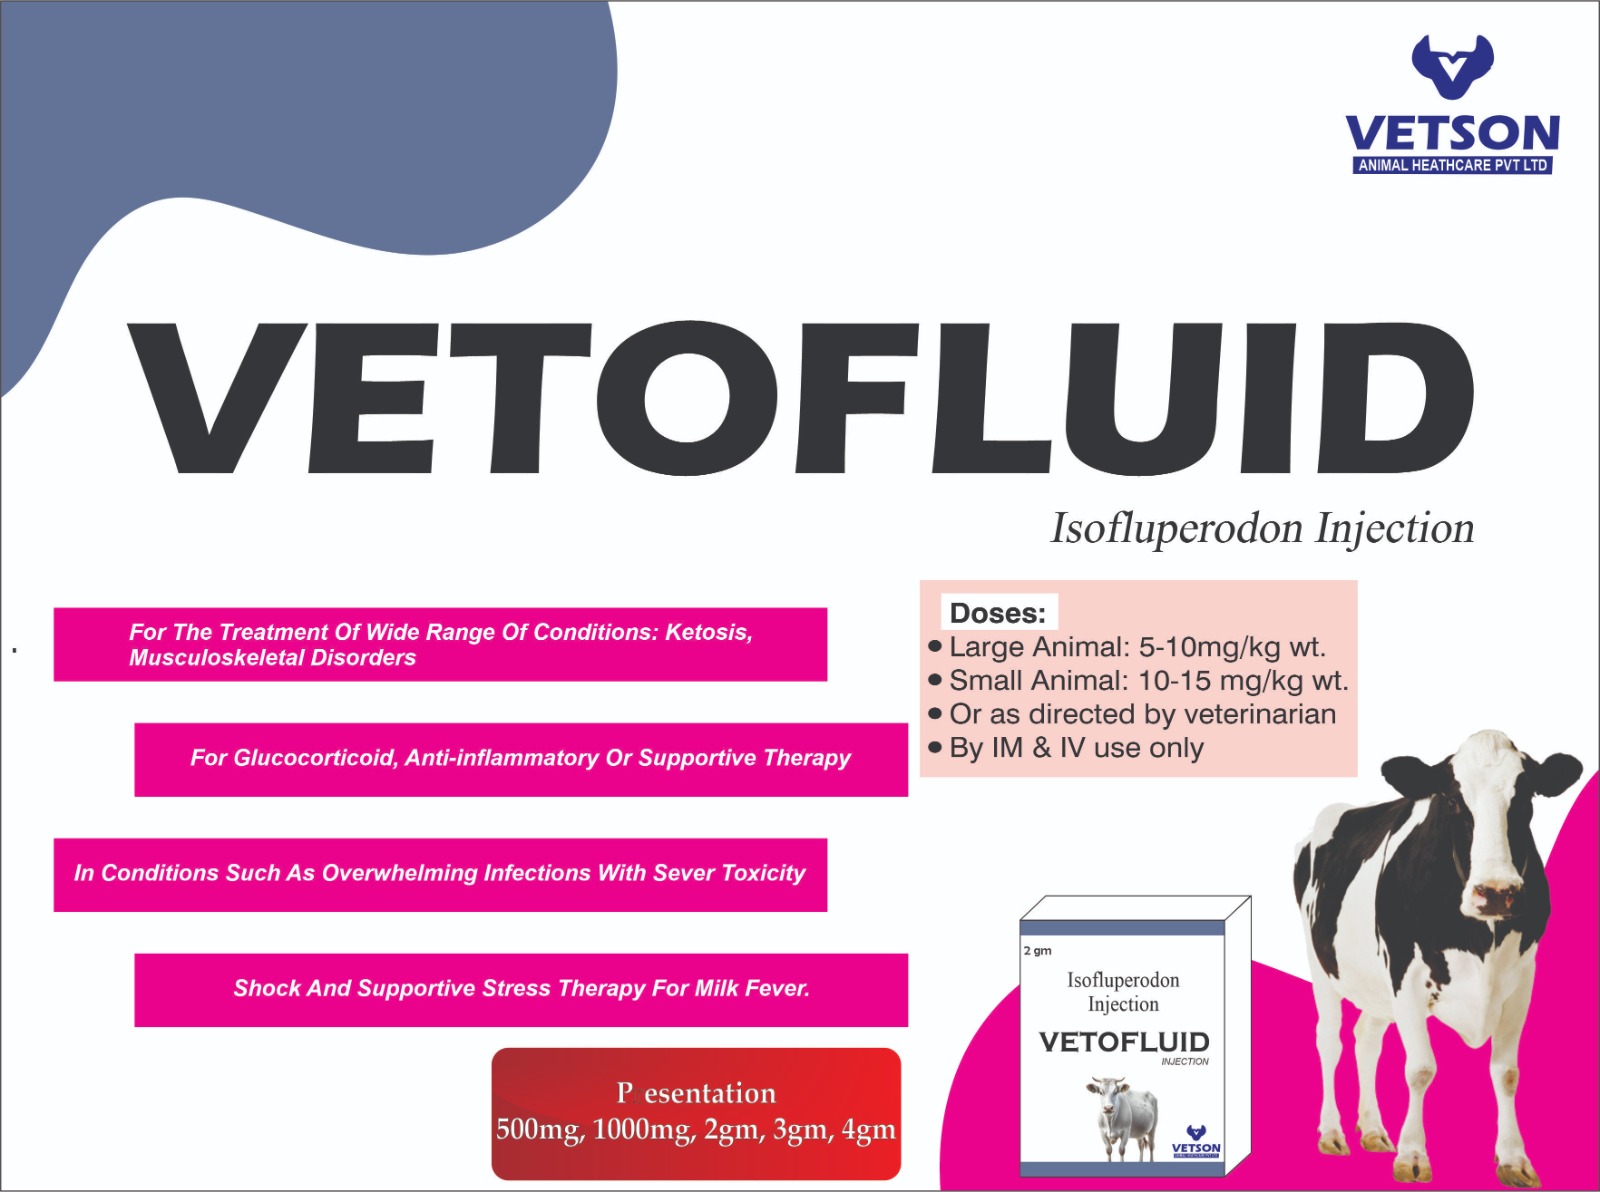 VETSON
ANIMAL HEATHCARE PVT LTD
VETOFLUID
Isofluperodon Injection
For The Treatment Of Wide Range Of Conditions: Ketosis,
Musculoskeletal Disorders
For Glucocorticoid, Anti-inflammatory Or Supportive Therapy
In Conditions Such As Overwhelming Infections With Sever Toxicity
Shock And Supportive Stress Therapy For Milk Fever.
Presentation
500mg, 1000mg, 2gm, 3gm, 4gm
Doses:
• Large Animal: 5-10mg/kg wt.
• Small Animal: 10-15 mg/kg wt.
• Or as directed by veterinarian
• By IM & IV use only
2 gm
Isofluperodon
Injection
VETOFLUID
INJECTION
VETSON